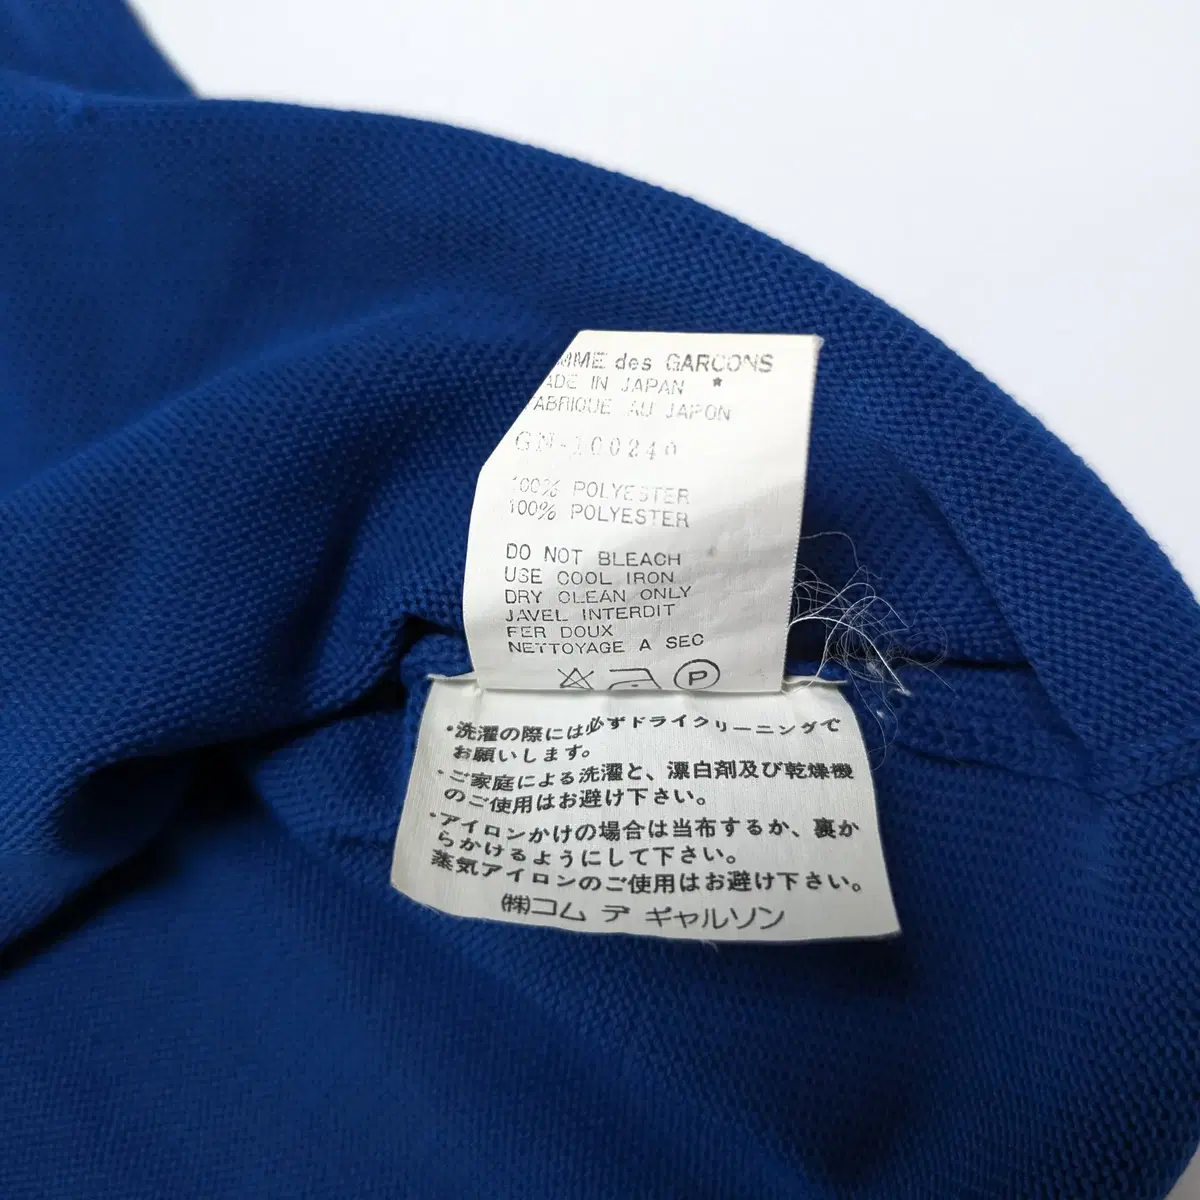 MME des GARCONS
ADE IN JAPAN *
FABRIQUE AU JAPON
GN-100240
100% POLYESTER
100% POLYESTER
DO NOT BLEACH
USE COOL IRON
DRY CLEAN ONLY
JAVEL INTERDIT
FER DOUX
NETTOYAGE A SEC
P
・洗濯の際には必ずドライクリーニングで
お願いします。
・ご家庭による洗濯と、漂白剤及び乾燥機
のご使用はお避け下さい。
・アイロンかけの場合は当布するか、裏か
らかけるようにして下さい。
蒸気アイロンのご使用はお避け下さい。
㈱コム デ ギャルソン